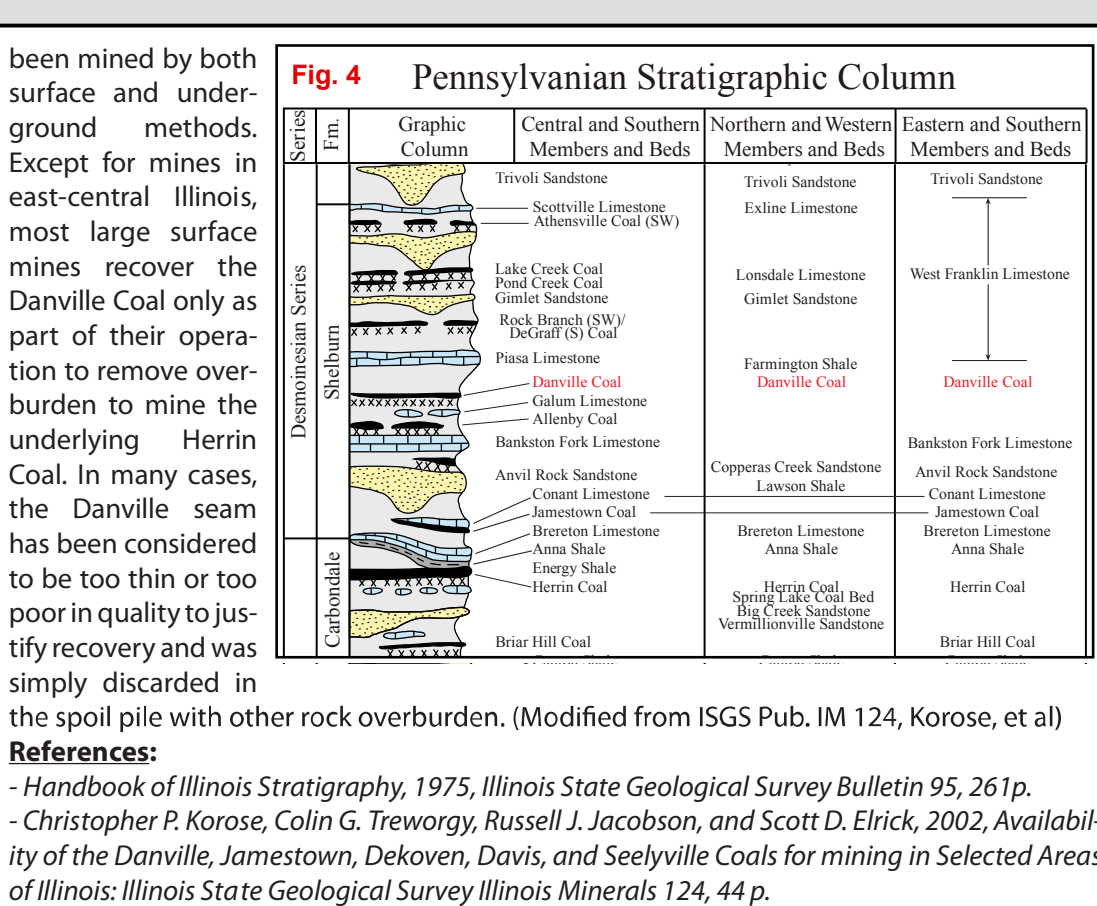 been mined by both
surface and under-
ground methods.
Except for mines in
east-central Illinois,
most large surface
mines recover the
Danville Coal only as
part of their opera-
tion to remove over-
burden to mine the
underlying Herrin
Coal. In many cases,
the Danville seam
has been considered
to be too thin or too
poor in quality to jus-
tify recovery and was
simply discarded in
the spoil pile with other rock overburden. (Modified from ISGS Pub. IM 124, Korose, et al)
Fig. 4 Pennsylvanian Stratigraphic Column
Series
Fm.
Graphic
Column
Central and Southern
Members and Beds
Northern and Western
Members and Beds
Eastern and Southern
Members and Beds
Desmoinesian Series
Shelburn
Carbondale
Trivoli Sandstone
Scottville Limestone
Athensville Coal (SW)
Lake Creek Coal
Pond Creek Coal
Gimlet Sandstone
Rock Branch (SW)/
DeGraff (S) Coal
Piasa Limestone
Danville Coal
Galum Limestone
Allenby Coal
Bankston Fork Limestone
Anvil Rock Sandstone
Conant Limestone
Jamestown Coal
Brereton Limestone
Anna Shale
Energy Shale
Herrin Coal
Briar Hill Coal
Trivoli Sandstone
Exline Limestone
Lonsdale Limestone
Gimlet Sandstone
Farmington Shale
Danville Coal
Copperas Creek Sandstone
Lawson Shale
Brereton Limestone
Anna Shale
Herrin Coal
Spring Lake Coal Bed
Big Creek Sandstone
Vermillionville Sandstone
Trivoli Sandstone
West Franklin Limestone
Danville Coal
Bankston Fork Limestone
Anvil Rock Sandstone
Conant Limestone
Jamestown Coal
Brereton Limestone
Anna Shale
Herrin Coal
Briar Hill Coal
References:
- Handbook of Illinois Stratigraphy, 1975, Illinois State Geological Survey Bulletin 95, 261p.
- Christopher P. Korose, Colin G. Treworgy, Russell J. Jacobson, and Scott D. Elrick, 2002, Availabil-
ity of the Danville, Jamestown, Dekoven, Davis, and Seelyville Coals for mining in Selected Areas
of Illinois: Illinois State Geological Survey Illinois Minerals 124, 44 p.